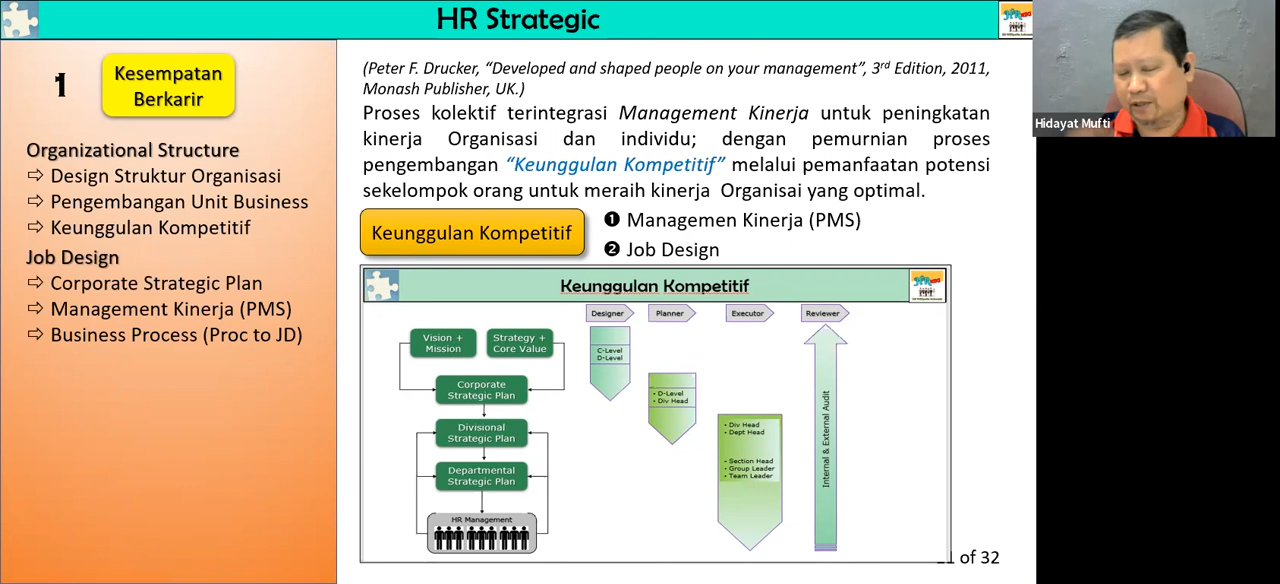 HR Strategic
1
Kesempatan
Berkarir
Organizational Structure
⇨ Design Struktur Organisasi
⇨ Pengembangan Unit Business
⇨ Keunggulan Kompetitif
Job Design
⇨ Corporate Strategic Plan
⇨ Management Kinerja (PMS)
⇨ Business Process (Proc to JD)
(Peter F. Drucker, “Developed and shaped people on your management”, 3rd Edition, 2011,
Monash Publisher, UK.)
Proses kolektif terintegrasi Management Kinerja untuk peningkatan
kinerja Organisasi dan individu; dengan pemurnian proses
pengembangan “Keunggulan Kompetitif” melalui pemanfaatan potensi
sekelompok orang untuk meraih kinerja Organisai yang optimal.
Keunggulan Kompetitif
❶ Managemen Kinerja (PMS)
❷ Job Design
Keunggulan Kompetitif
Designer
Planner
Executor
Reviewer
Vision +
Mission
Strategy +
Core Value
Corporate
Strategic Plan
Divisional
Strategic Plan
Departmental
Strategic Plan
HR Management
C-Level
D-Level
• D-Level
• Div Head
• Div Head
• Dept Head
• Section Head
• Group Leader
• Team Leader
Internal & External Audit
of 32
Hidayat Mufti